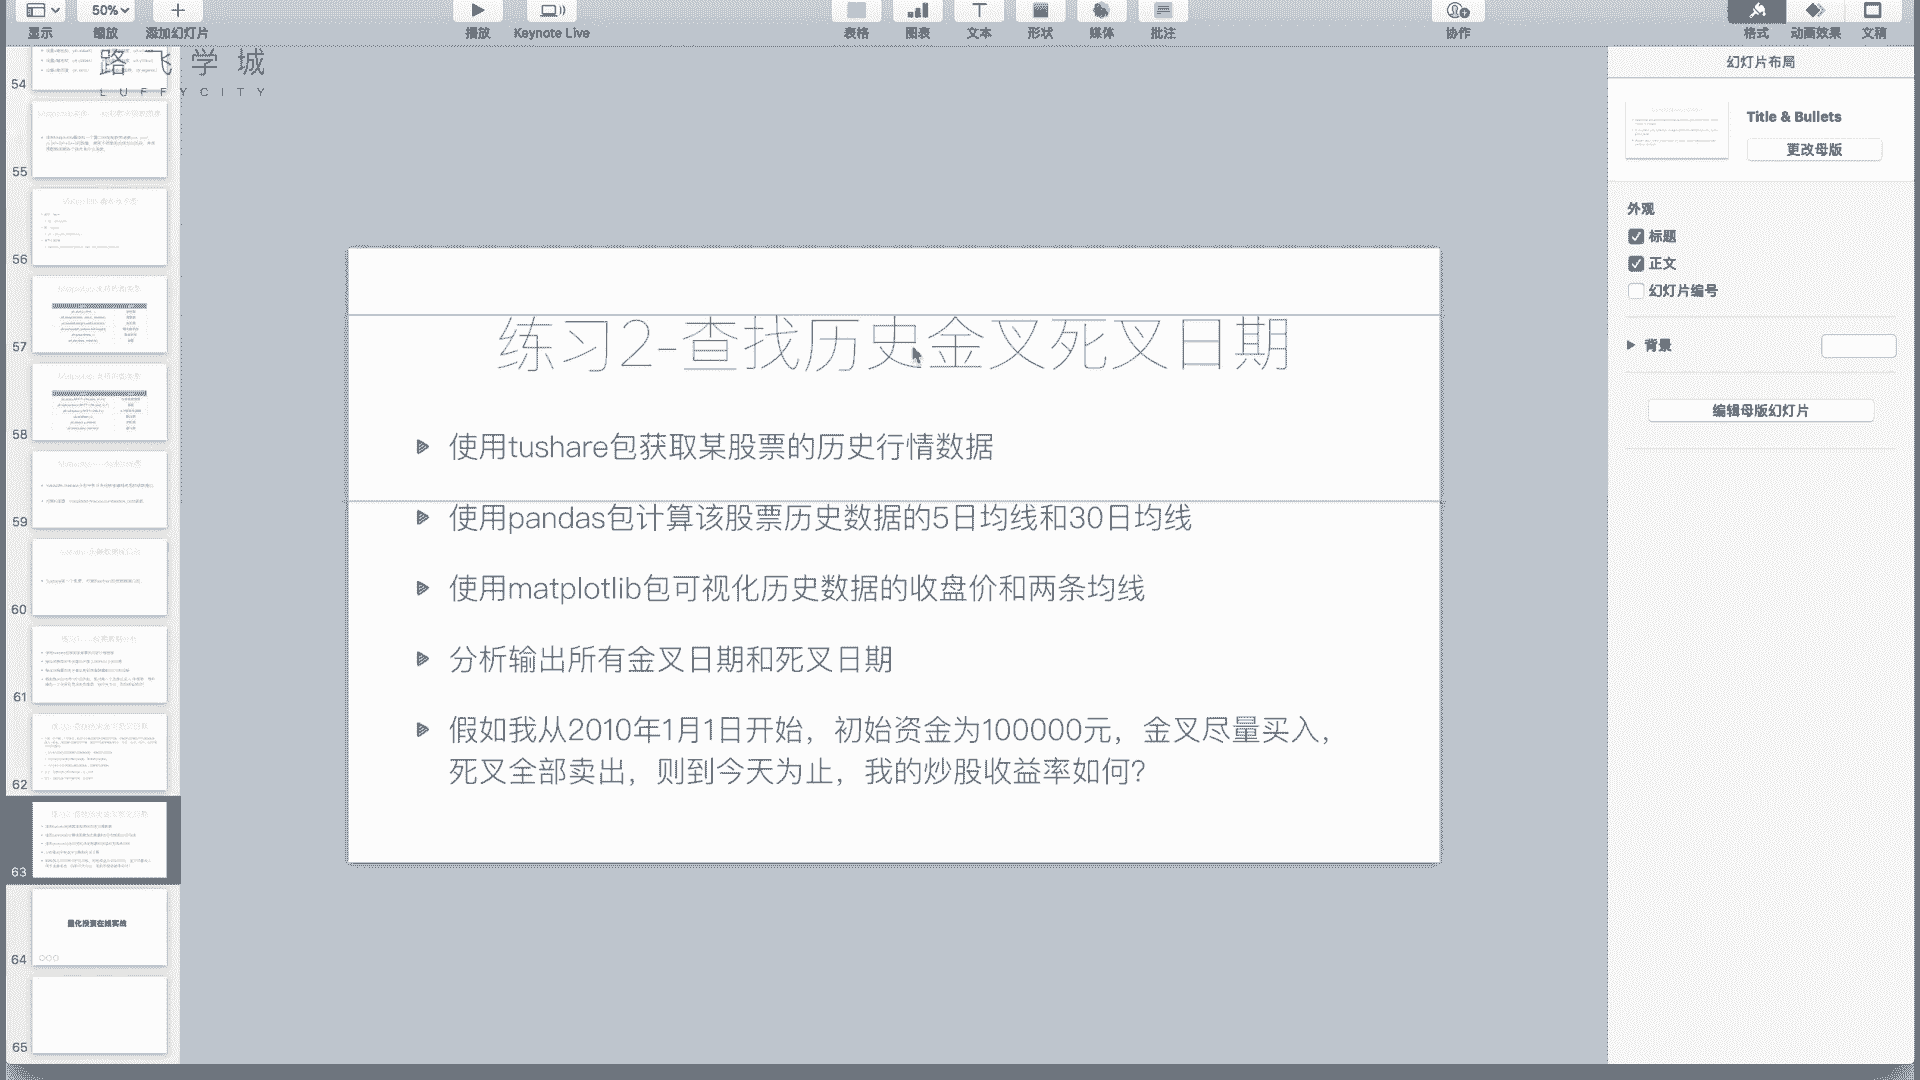 50%
显示
缩放
添加幻灯片
播放
Keynote Live
表格
图表
文本
形状
媒体
批注
协作
格式
动画效果
文稿
路飞学城
LUFFYCITY
54
55
56
57
58
59
60
61
62
63
量化投资在线实战
64
65
练习2-查找历史金叉死叉日期
使用tushare包获取某股票的历史行情数据
使用pandas包计算该股票历史数据的5日均线和30日均线
使用matplotlib包可视化历史数据的收盘价和两条均线
分析输出所有金叉日期和死叉日期
假如我从2010年1月1日开始，初始资金为100000元，金叉尽量买入，
死叉全部卖出，则到今天为止，我的炒股收益率如何？
幻灯片布局
Title & Bullets
更改母版
外观
标题
正文
幻灯片编号
背景
编辑母版幻灯片